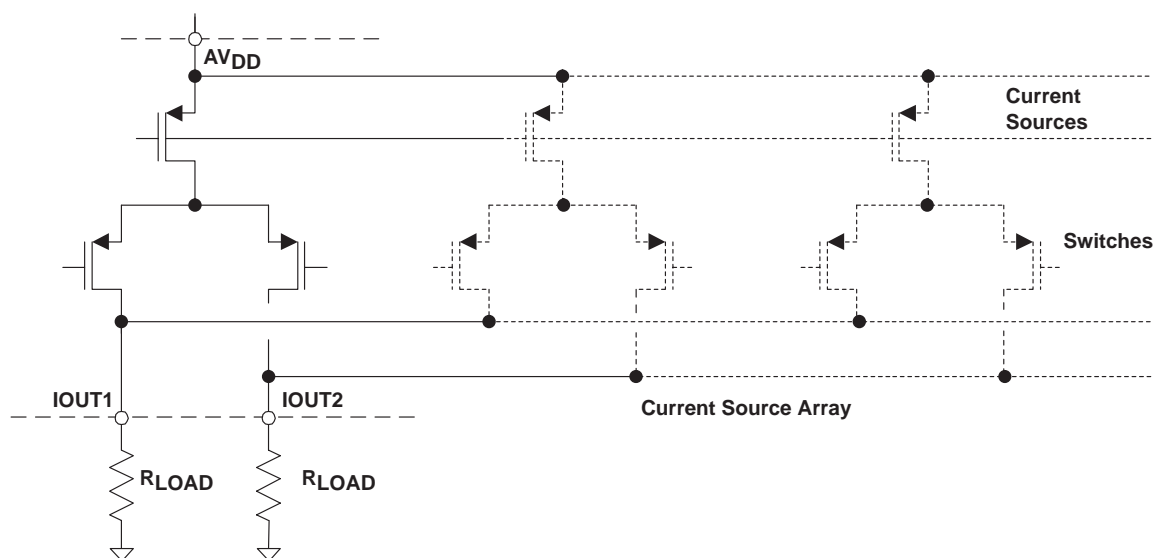 AVDD
Current
Sources
Switches
IOUT1
IOUT2
Current Source Array
RLOAD
RLOAD